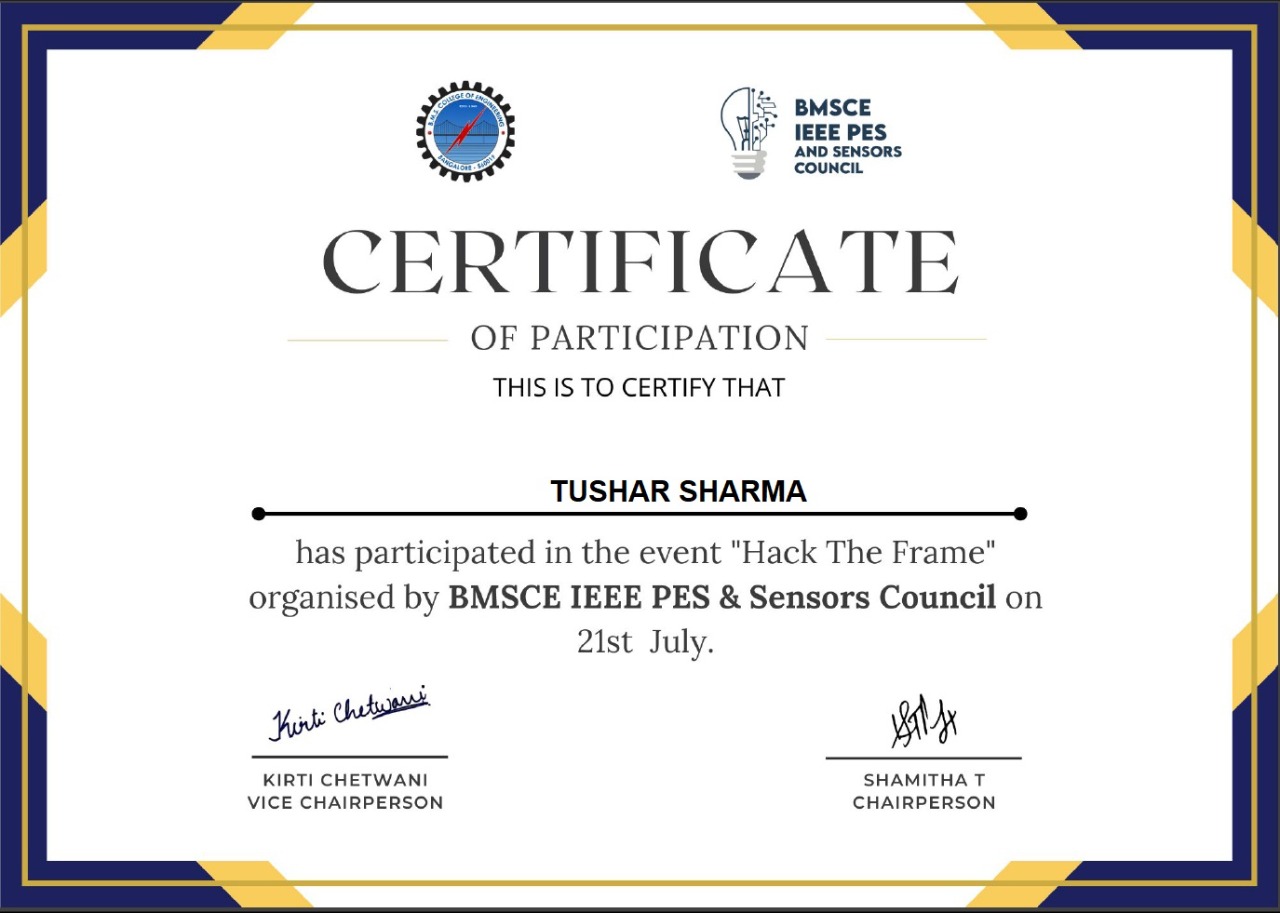 B.M.S. COLLEGE OF ENGINEERING
BANGALORE - 560019
BMSCE
IEEE PES
AND SENSORS
COUNCIL
CERTIFICATE
OF PARTICIPATION
THIS IS TO CERTIFY THAT
TUSHAR SHARMA
has participated in the event "Hack The Frame"
organised by BMSCE IEEE PES & Sensors Council on
21st July.
Kirti Chetwani
KIRTI CHETWANI
VICE CHAIRPERSON
SHAMITHA T
CHAIRPERSON